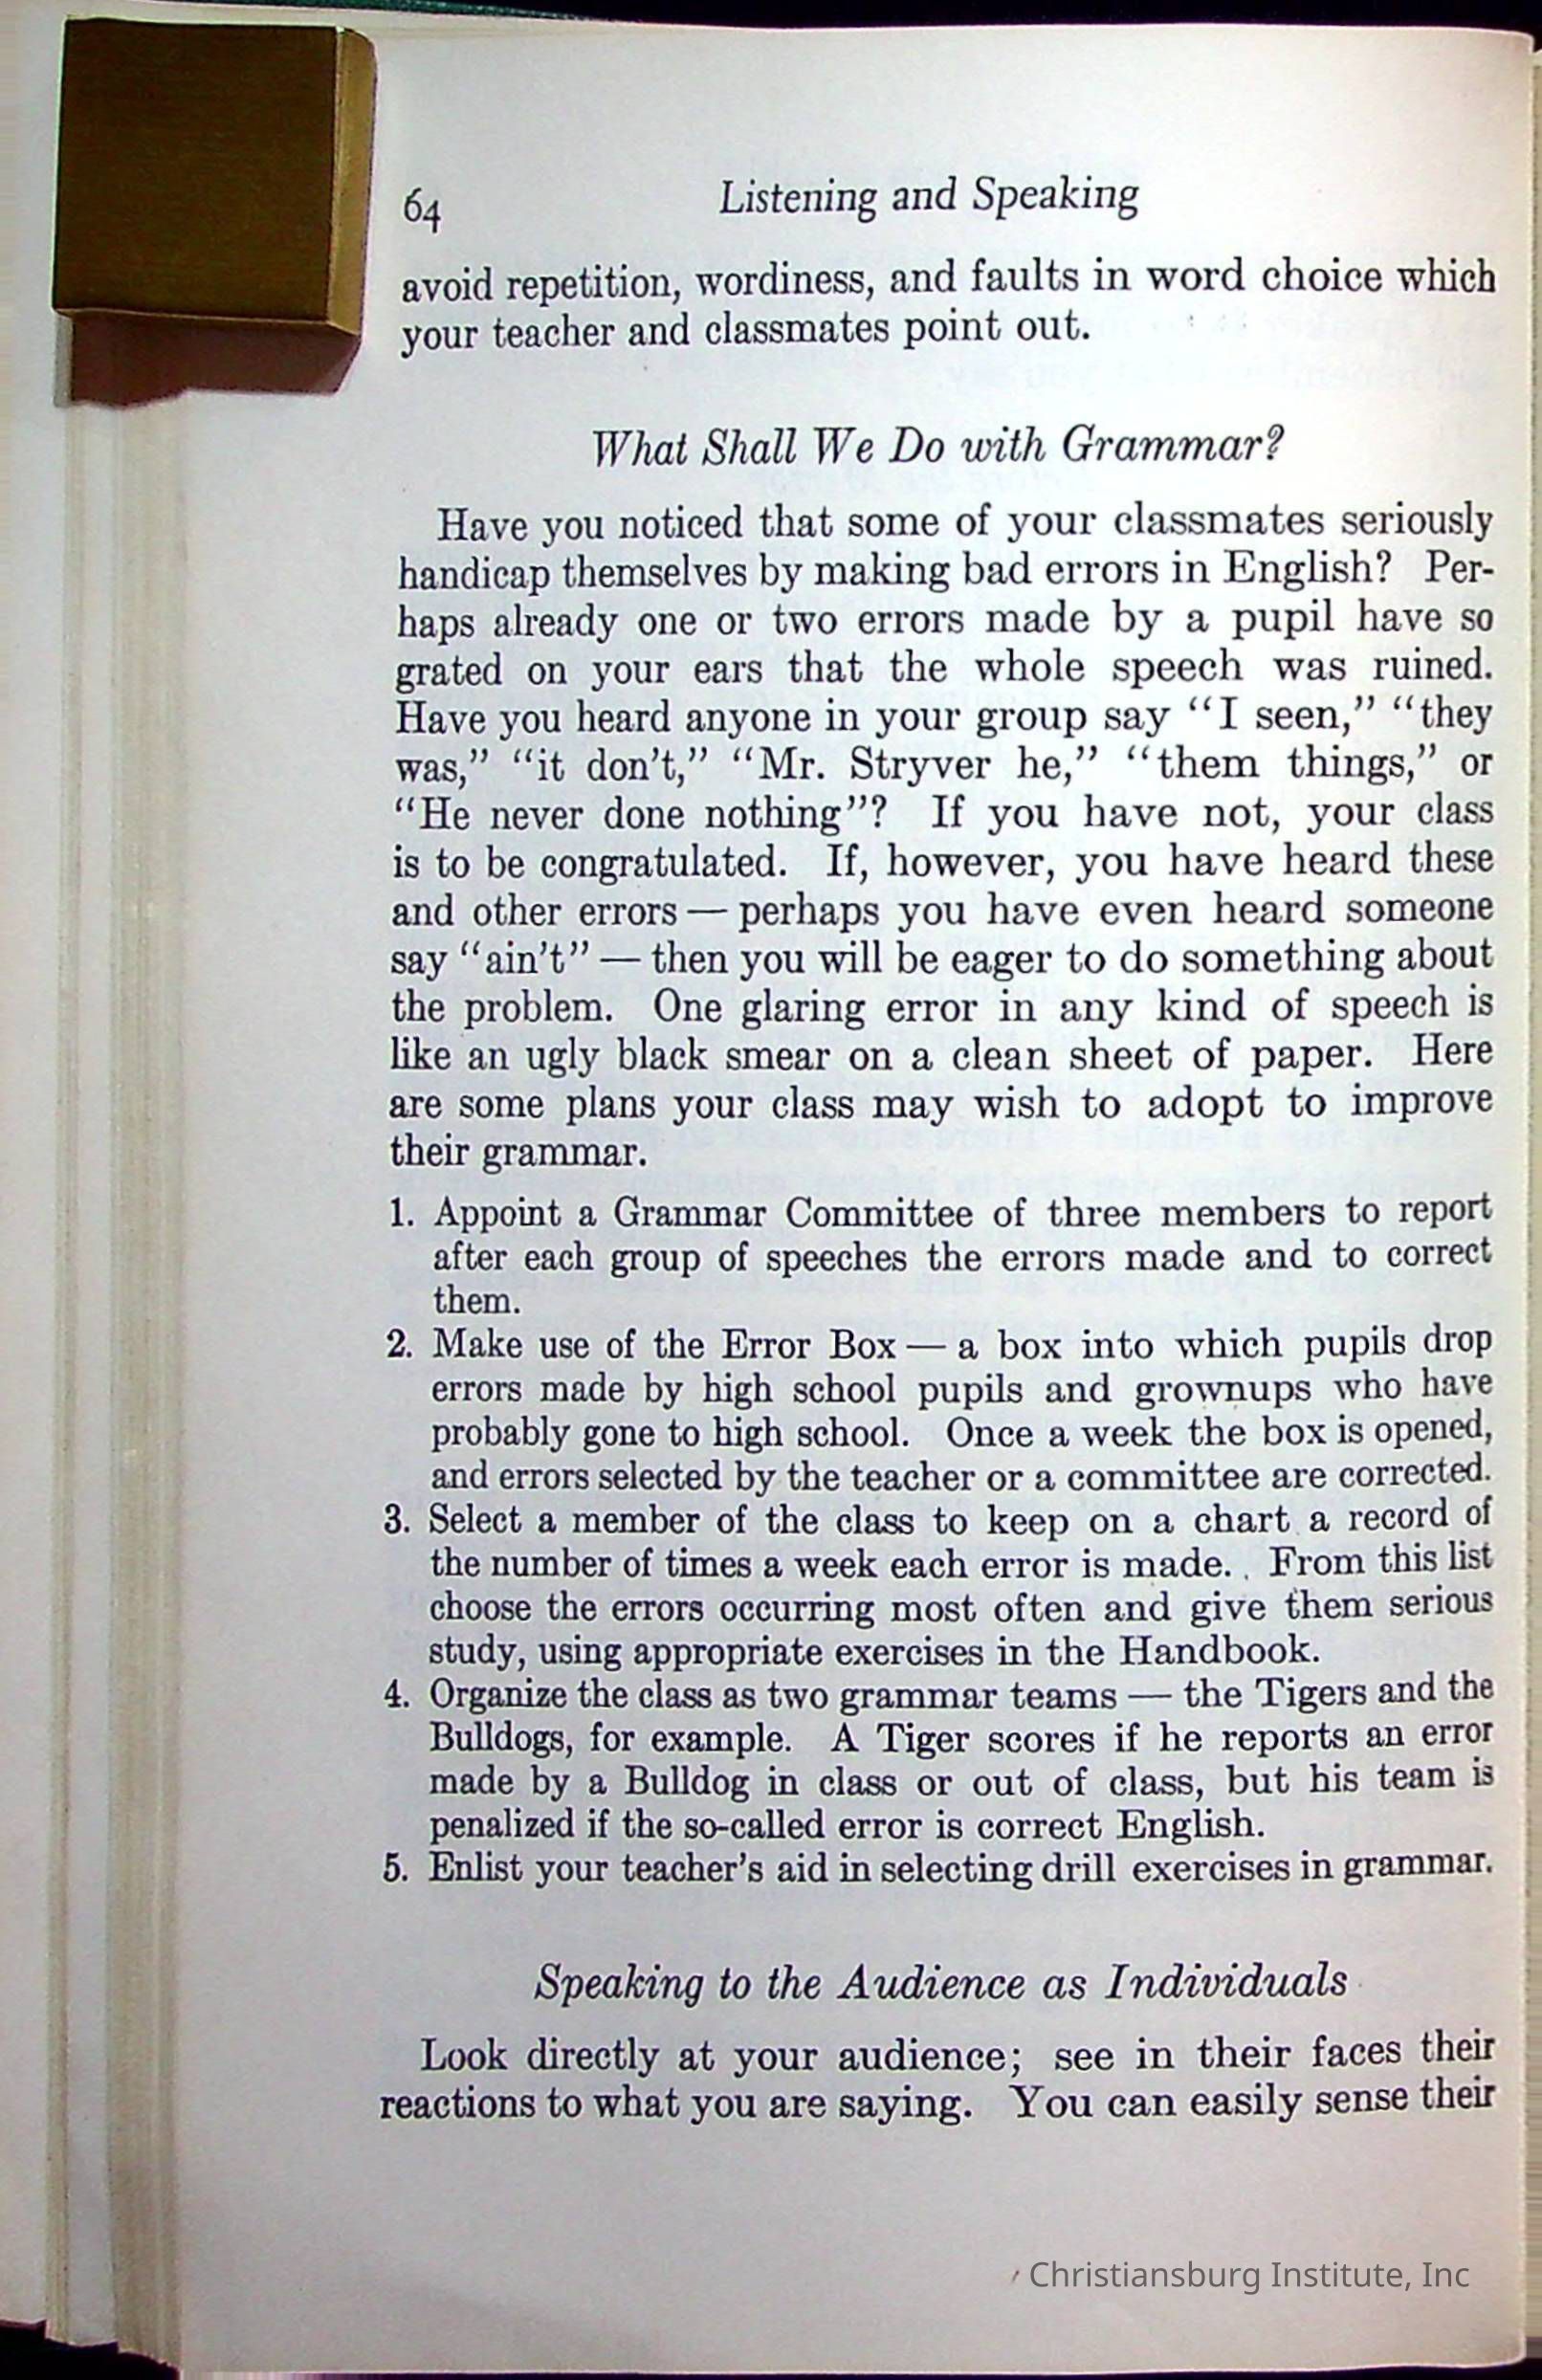 64
Listening and Speaking
avoid repetition, wordiness, and faults in word choice which
your teacher and classmates point out.
What Shall We Do with Grammar?
Have you noticed that some of your classmates seriously
handicap themselves by making bad errors in English? Per-
haps already one or two errors made by a pupil have so
grated on your ears that the whole speech was ruined.
Have you heard anyone in your group say “I seen,” “they
was,” “it don't,” “Mr. Stryver he,” “them things,” or
“He never done nothing”? If you have not, your class
is to be congratulated. If, however, you have heard these
and other errors — perhaps you have even heard someone
say “ain't” — then you will be eager to do something about
the problem. One glaring error in any kind of speech is
like an ugly black smear on a clean sheet of paper. Here
are some plans your class may wish to adopt to improve
their grammar.
1. Appoint a Grammar Committee of three members to report
after each group of speeches the errors made and to correct
them.
2. Make use of the Error Box — a box into which pupils drop
errors made by high school pupils and grownups who have
probably gone to high school. Once a week the box is opened,
and errors selected by the teacher or a committee are corrected.
3. Select a member of the class to keep on a chart a record of
the number of times a week each error is made. From this list
choose the errors occurring most often and give them serious
study, using appropriate exercises in the Handbook.
4. Organize the class as two grammar teams — the Tigers and the
Bulldogs, for example. A Tiger scores if he reports an error
made by a Bulldog in class or out of class, but his team is
penalized if the so-called error is correct English.
5. Enlist your teacher's aid in selecting drill exercises in grammar.
Speaking to the Audience as Individuals
Look directly at your audience; see in their faces their
reactions to what you are saying. You can easily sense their
Christiansburg Institute, Inc